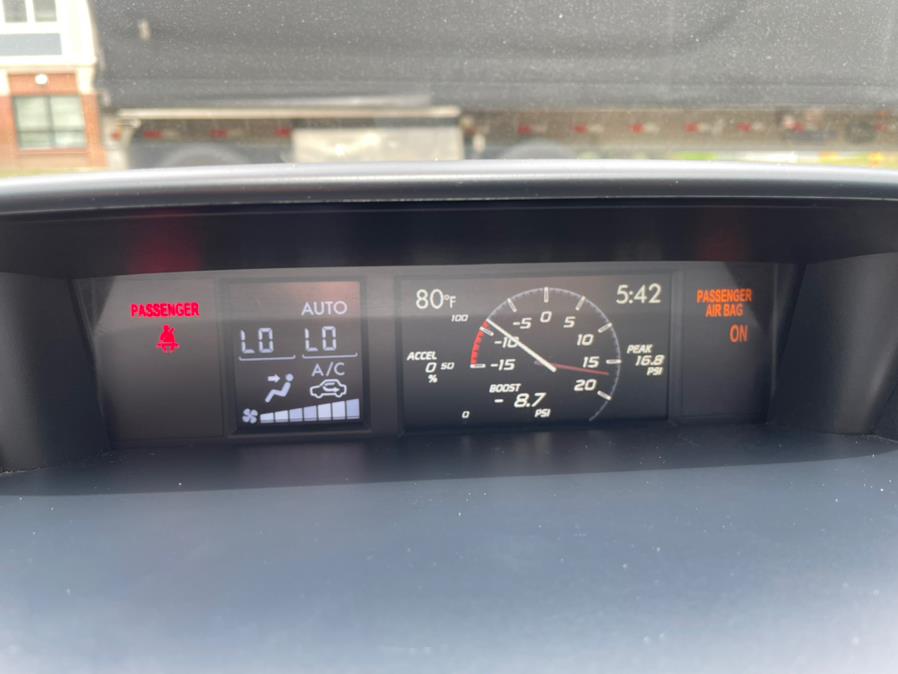 PASSENGER
AUTO
LO LO
A/C
80°F
5:42
100
50
0
ACCEL
0
%
-15
-10
-5
0
5
10
15
20
BOOST
- 8.7
PSI
PEAK
16.8
PSI
PASSENGER
AIR BAG
ON